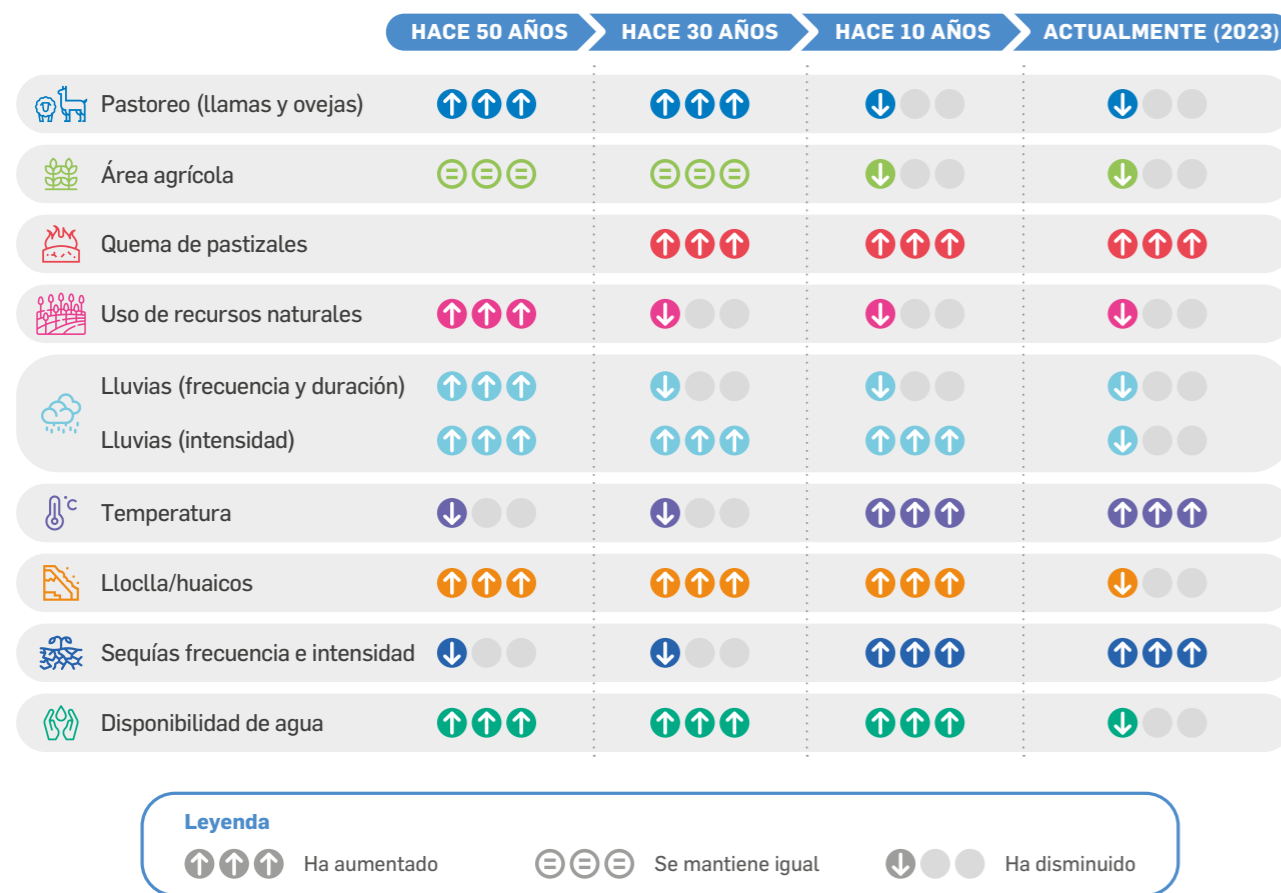 HACE 50 AÑOS HACE 30 AÑOS HACE 10 AÑOS ACTUALMENTE (2023)
Pastoreo (llamas y ovejas)
Área agrícola
Quema de pastizales
Uso de recursos naturales
Lluvias (frecuencia y duración)
Lluvias (intensidad)
°C Temperatura
Lloclla/huaicos
Sequías frecuencia e intensidad
Disponibilidad de agua
Leyenda
Ha aumentado Se mantiene igual Ha disminuido